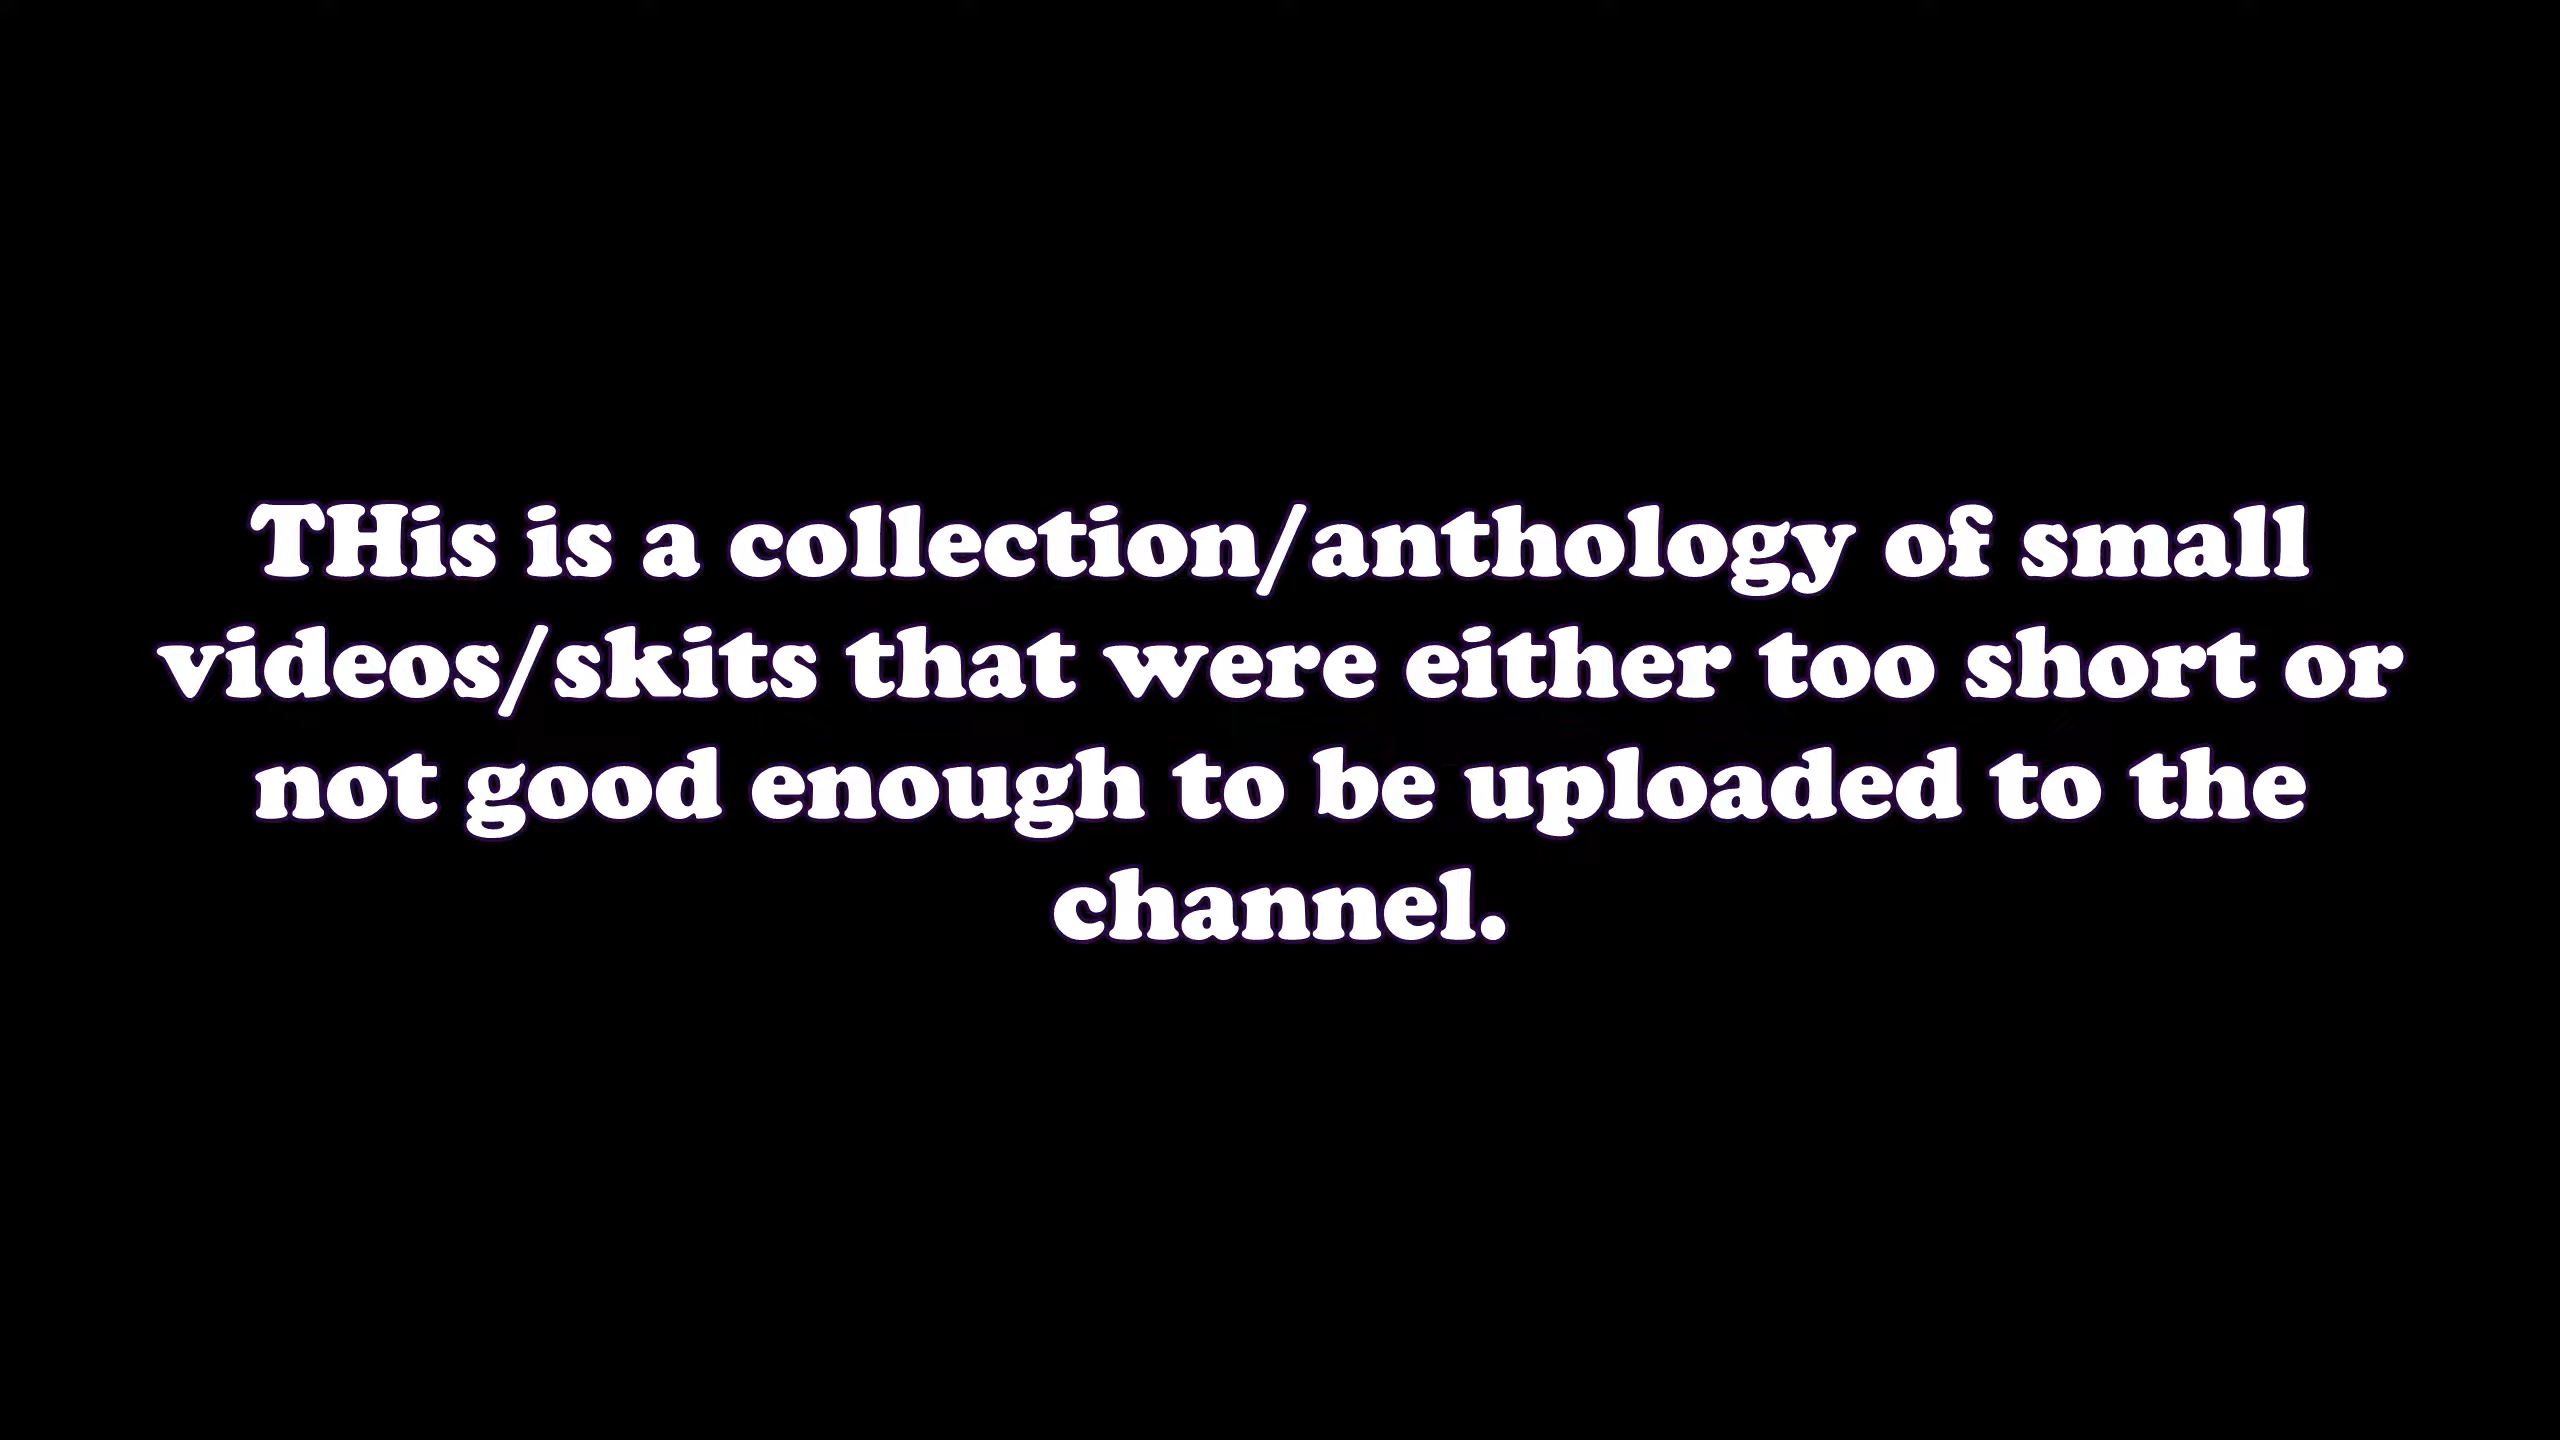 THis is a collection/anthology of small
videos/skits that were either too short or
not good enough to be uploaded to the
channel.